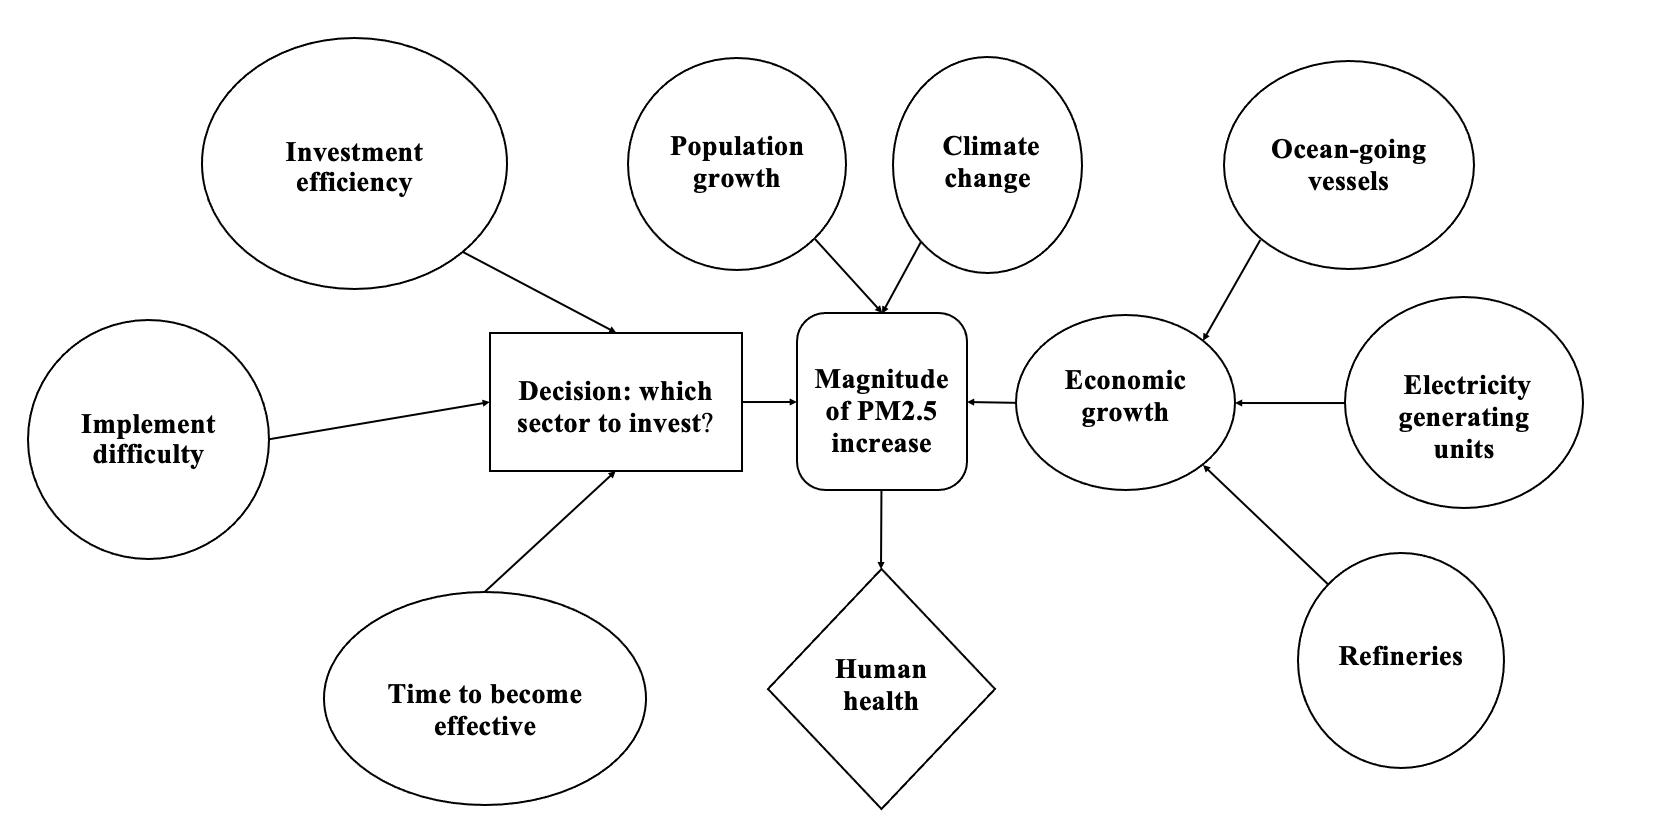 Investment
efficiency
Population
growth
Climate
change
Ocean-going
vessels
Implement
difficulty
Decision: which
sector to invest?
Magnitude
of PM2.5
increase
Economic
growth
Electricity
generating
units
Time to become
effective
Human
health
Refineries